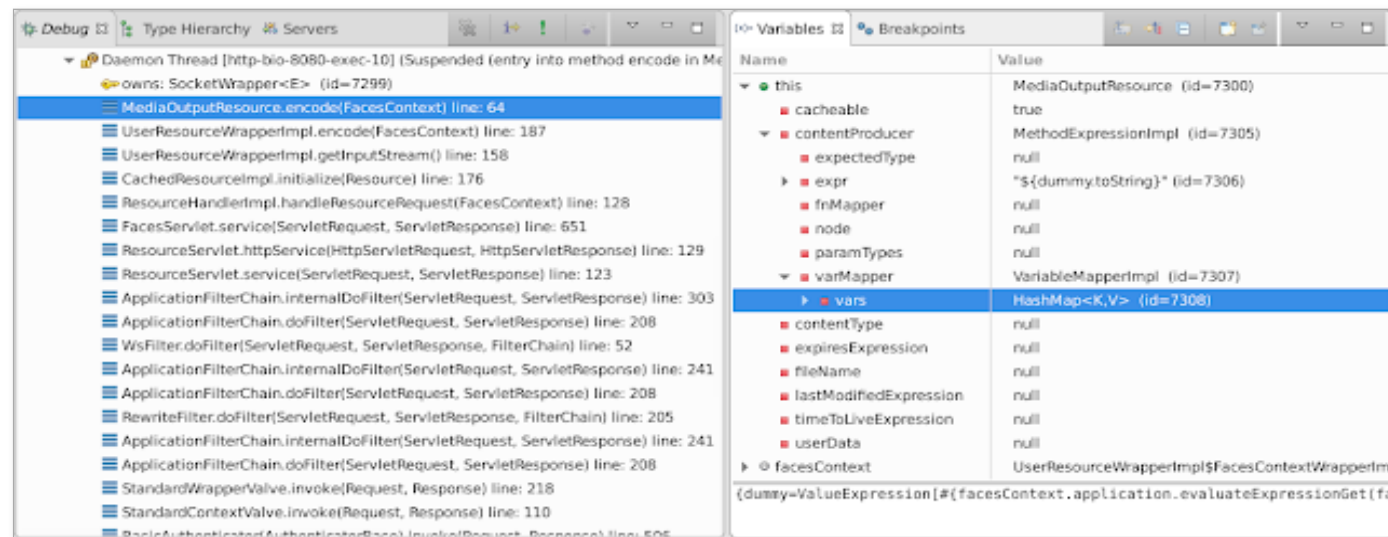 Debug Type Hierarchy Servers
Daemon Thread [http-bio-8080-exec-10] (Suspended (entry into method encode in Me
owns: SocketWrapper<E> (id=7299)
MediaOutputResource.encode(FacesContext) line: 64
UserResourceWrapperImpl.encode(FacesContext) line: 187
UserResourceWrapperImpl.getInputStream() line: 158
CachedResourceImpl.initialize(Resource) line: 176
ResourceHandlerImpl.handleResourceRequest(FacesContext) line: 128
FacesServlet.service(ServletRequest, ServletResponse) line: 651
ResourceServlet.httpService(HttpServletRequest, HttpServletResponse) line: 129
ResourceServlet.service(ServletRequest, ServletResponse) line: 123
ApplicationFilterChain.internalDoFilter(ServletRequest, ServletResponse) line: 303
ApplicationFilterChain.doFilter(ServletRequest, ServletResponse) line: 208
WsFilter.doFilter(ServletRequest, ServletResponse, FilterChain) line: 52
ApplicationFilterChain.internalDoFilter(ServletRequest, ServletResponse) line: 241
ApplicationFilterChain.doFilter(ServletRequest, ServletResponse) line: 208
RewriteFilter.doFilter(ServletRequest, ServletResponse, FilterChain) line: 205
ApplicationFilterChain.internalDoFilter(ServletRequest, ServletResponse) line: 241
ApplicationFilterChain.doFilter(ServletRequest, ServletResponse) line: 208
StandardWrapperValve.invoke(Request, Response) line: 218
StandardContextValve.invoke(Request, Response) line: 110
BasicAuthenticator(AuthenticatorBase).invoke(Request, Response) line:
Variables Breakpoints
Name Value
this MediaOutputResource (id=7300)
cacheable true
contentProducer MethodExpressionImpl (id=7305)
expectedType null
expr "${dummy.toString}" (id=7306)
fnMapper null
node null
paramTypes null
varMapper VariableMapperImpl (id=7307)
vars HashMap<K,V> (id=7308)
contentType null
expiresExpression null
fileName null
lastModifiedExpression null
timeToLiveExpression null
userData null
facesContext UserResourceWrapperImpl$FacesContextWrapperIm
{dummy=ValueExpression[#{facesContext.application.evaluateExpressionGet(fa